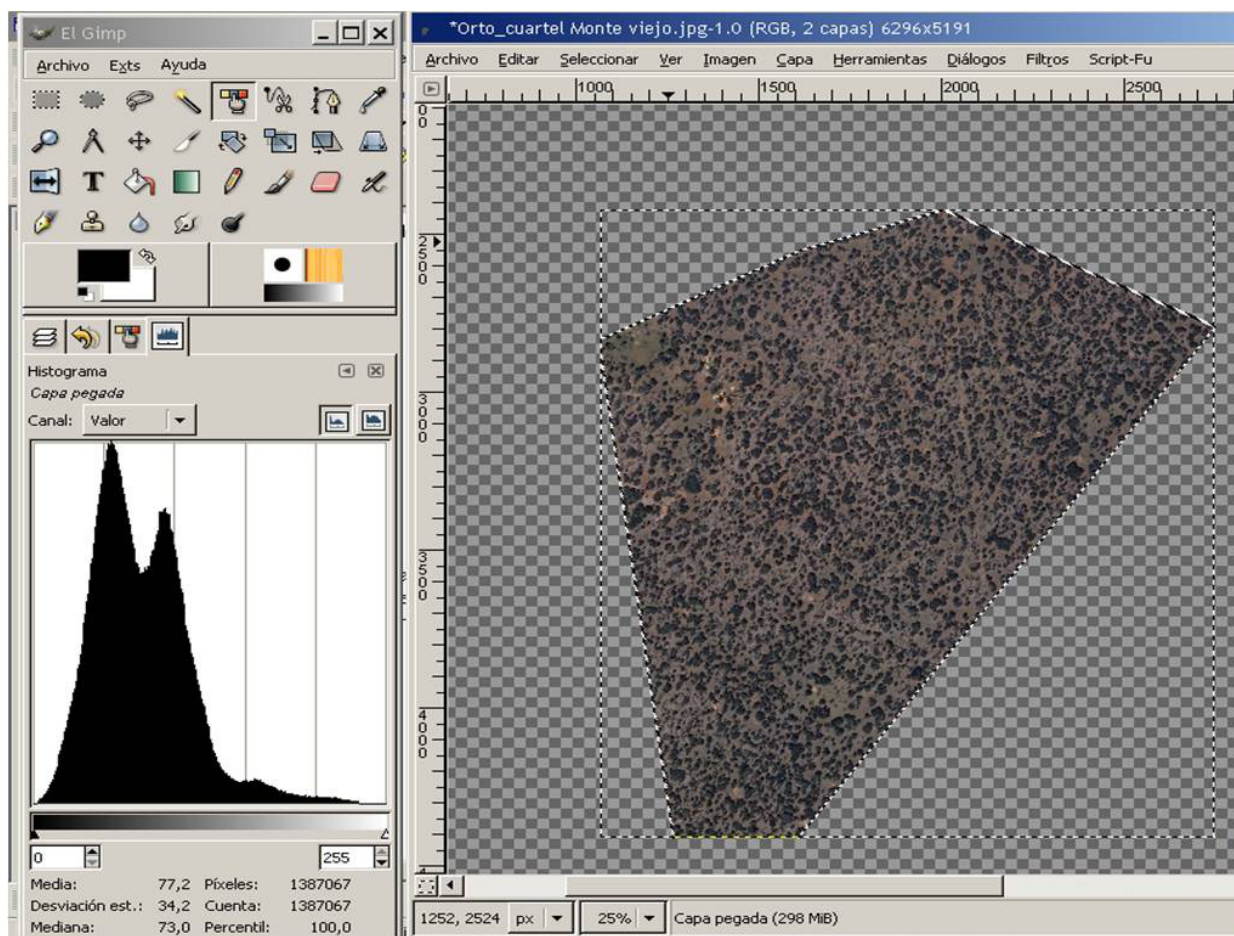 El Gimp
Archivo Exts Ayuda
Histograma
Capa pegada
Canal: Valor
0 255
Media: 77,2 Píxeles: 1387067
Desviación est.: 34,2 Cuenta: 1387067
Mediana: 73,0 Percentil: 100,0
*Orto_cuartel Monte viejo.jpg-1.0 (RGB, 2 capas) 6296x5191
Archivo Editar Seleccionar Ver Imagen Capa Herramientas Diálogos Filtros Script-Fu
1000 1500 2000 2500
0
2500
3000
3500
4000
1252, 2524 px 25% Capa pegada (298 MiB)